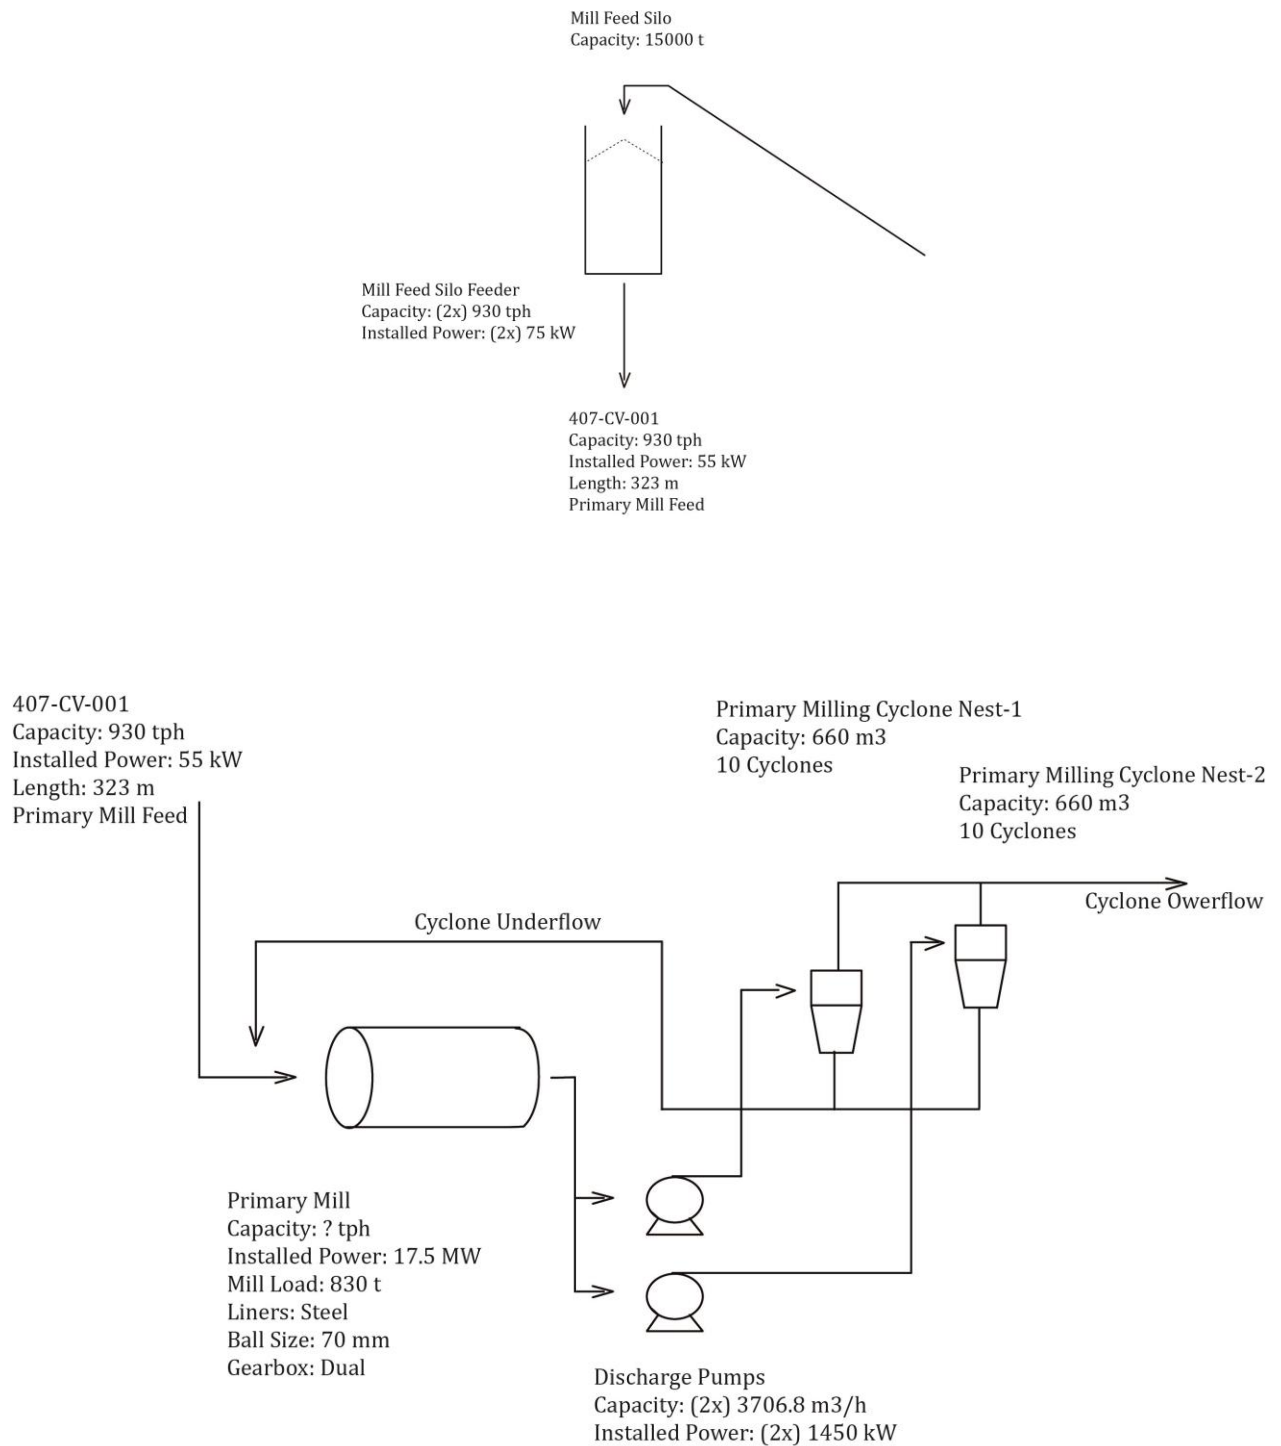 Mill Feed Silo
Capacity: 15000 t
Mill Feed Silo Feeder
Capacity: (2x) 930 tph
Installed Power: (2x) 75 kW
407-CV-001
Capacity: 930 tph
Installed Power: 55 kW
Length: 323 m
Primary Mill Feed
407-CV-001
Capacity: 930 tph
Installed Power: 55 kW
Length: 323 m
Primary Mill Feed
Primary Milling Cyclone Nest-1
Capacity: 660 m3
10 Cyclones
Primary Milling Cyclone Nest-2
Capacity: 660 m3
10 Cyclones
Cyclone Owerflow
Cyclone Underflow
Primary Mill
Capacity: ? tph
Installed Power: 17.5 MW
Mill Load: 830 t
Liners: Steel
Ball Size: 70 mm
Gearbox: Dual
Discharge Pumps
Capacity: (2x) 3706.8 m3/h
Installed Power: (2x) 1450 kW